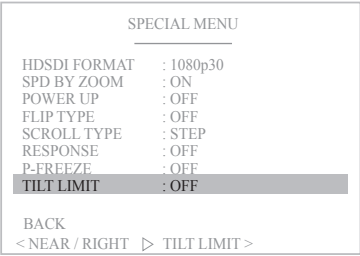 SPECIAL MENU
HDSDI FORMAT : 1080p30
SPD BY ZOOM : ON
POWER UP : OFF
FLIP TYPE : OFF
SCROLL TYPE : STEP
RESPONSE : OFF
P-FREEZE : OFF
TILT LIMIT : OFF
BACK
< NEAR / RIGHT ▷ TILT LIMIT >